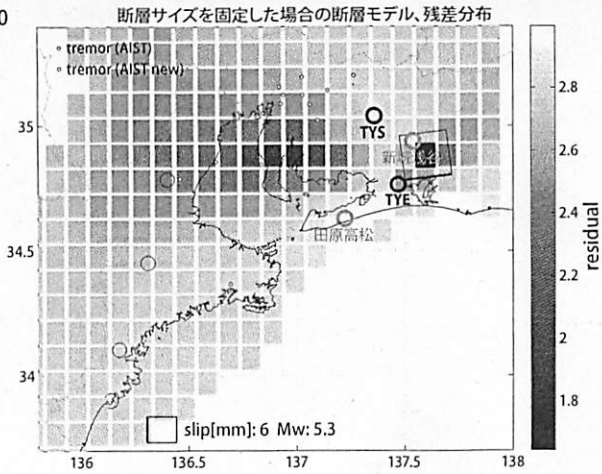 断層サイズを固定した場合の断層モデル、残差分布
tremor (AIST)
tremor (AIST new)
TYS
TYE
田原高松
slip[mm]: 6 Mw: 5.3
35
34.5
34
136
136.5
137
137.5
138
2.8
2.6
2.4
2.2
2
1.8
residual